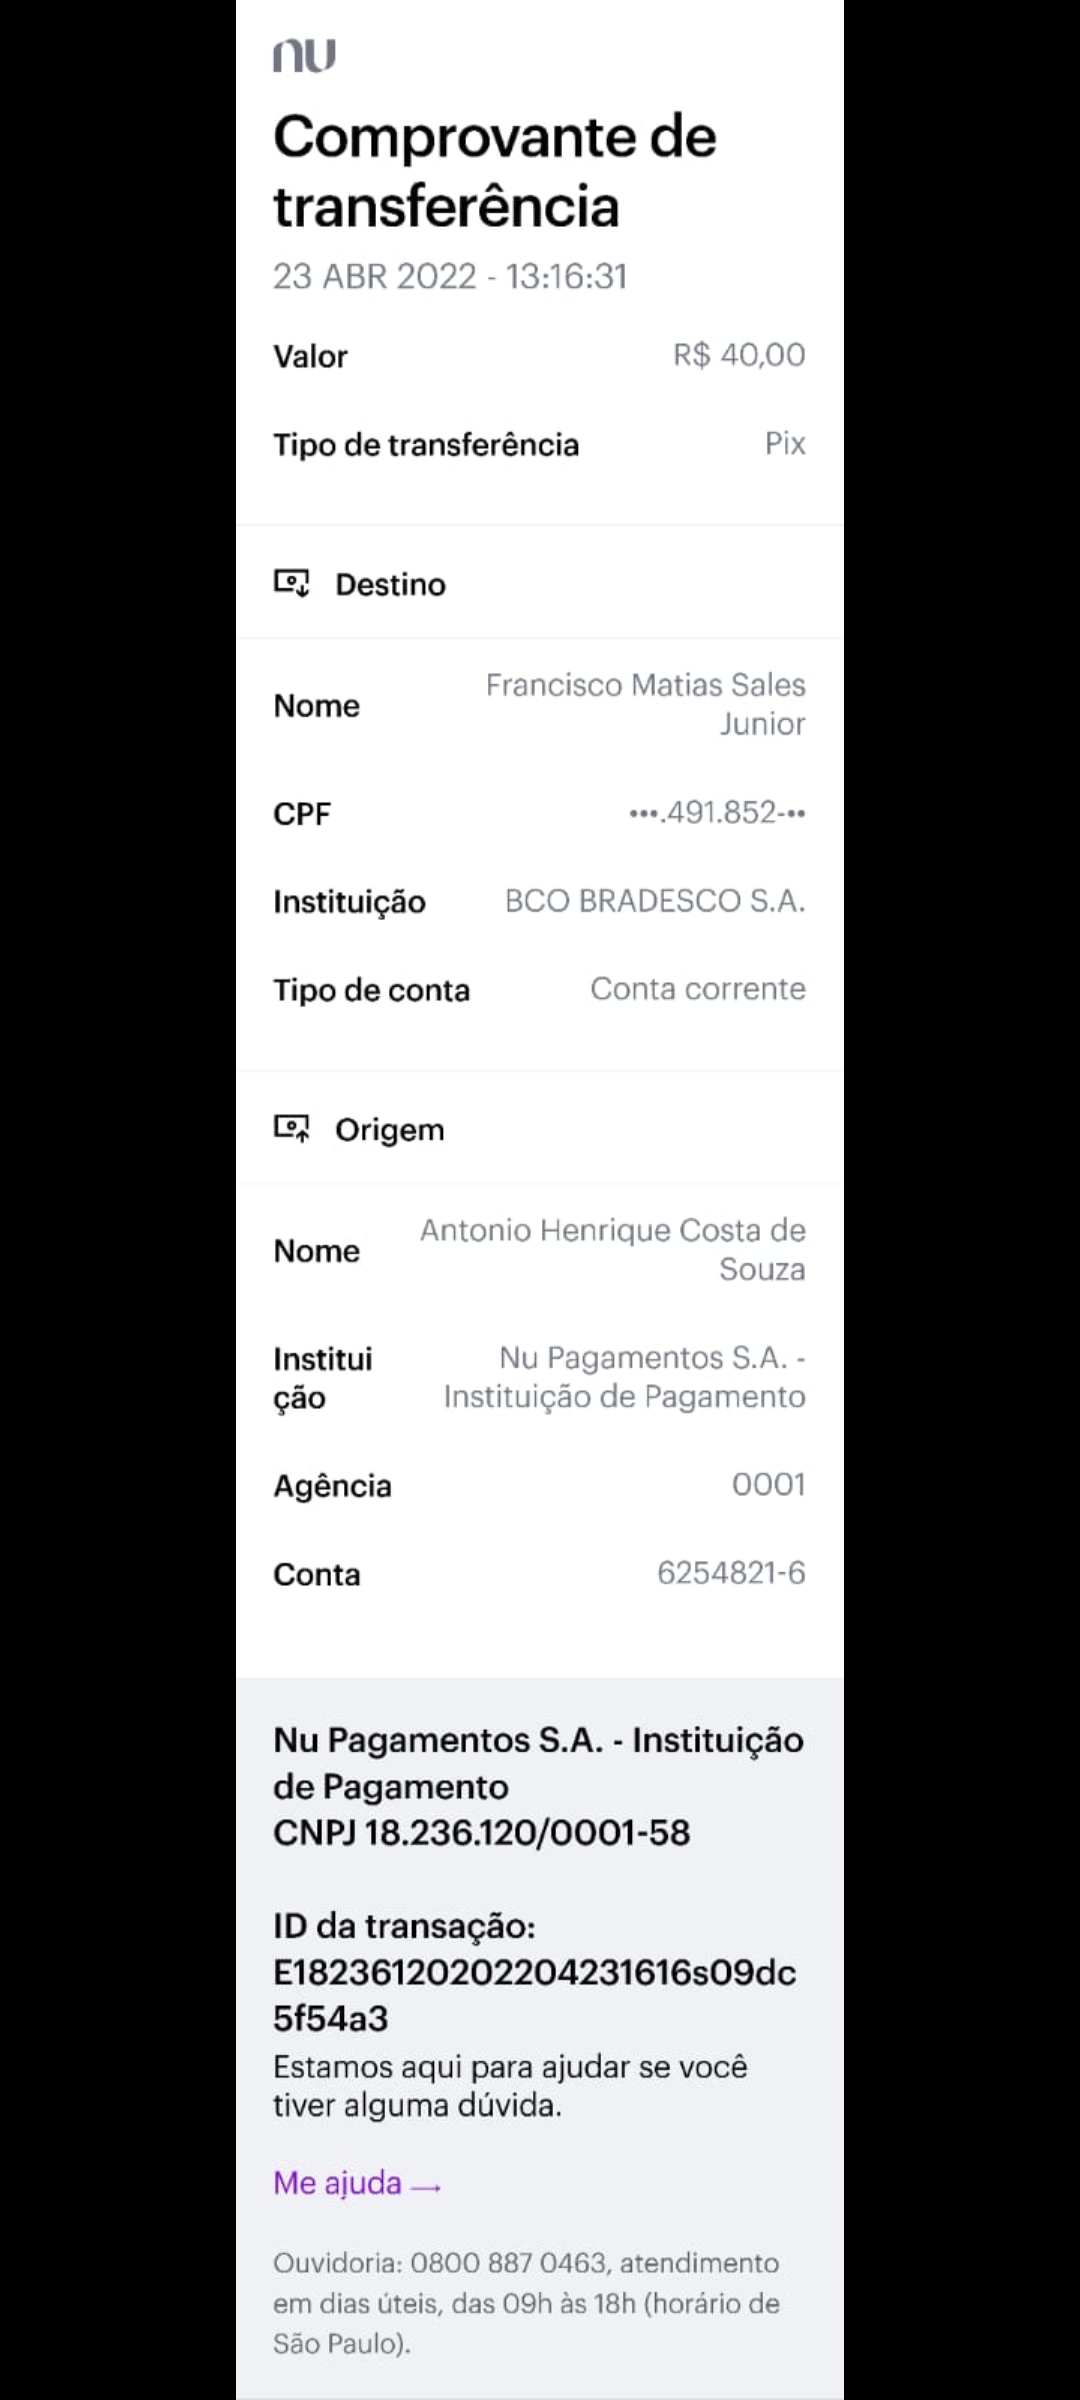 nu
Comprovante de
transferência
23 ABR 2022 - 13:16:31
Valor R$ 40,00
Tipo de transferência Pix
Destino
Nome Francisco Matias Sales
Junior
CPF •••.491.852-••
Instituição BCO BRADESCO S.A.
Tipo de conta Conta corrente
Origem
Nome Antonio Henrique Costa de
Souza
Institui Nu Pagamentos S.A. -
ção Instituição de Pagamento
Agência 0001
Conta 6254821-6
Nu Pagamentos S.A. - Instituição
de Pagamento
CNPJ 18.236.120/0001-58
ID da transação:
E18236120202204231616s09dc
5f54a3
Estamos aqui para ajudar se você
tiver alguma dúvida.
Me ajuda →
Ouvidoria: 0800 887 0463, atendimento
em dias úteis, das 09h às 18h (horário de
São Paulo).